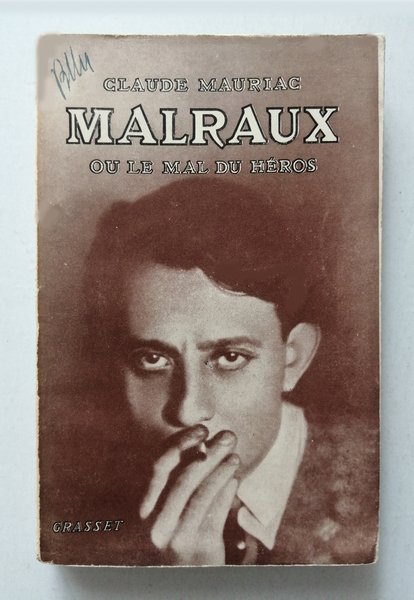 CLAUDE MAURIAC
MALRAUX
OU LE MAL DU HÉROS
GRASSET